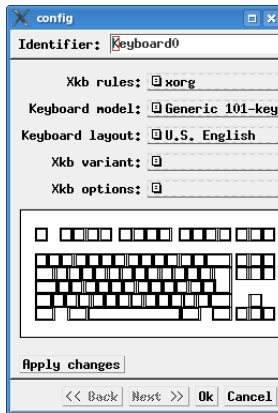 config
Identifier: Keyboard0
Xkb rules: xorg
Keyboard model: Generic 101-key
Keyboard layout: U.S. English
Xkb variant:
Xkb options:
Apply changes
<< Back Next >> Ok Cancel